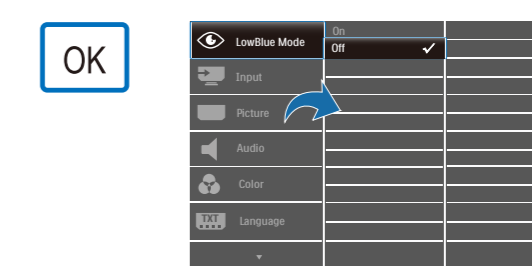 OK
LowBlue Mode
On
Off
Input
Picture
Audio
Color
TXT
Language